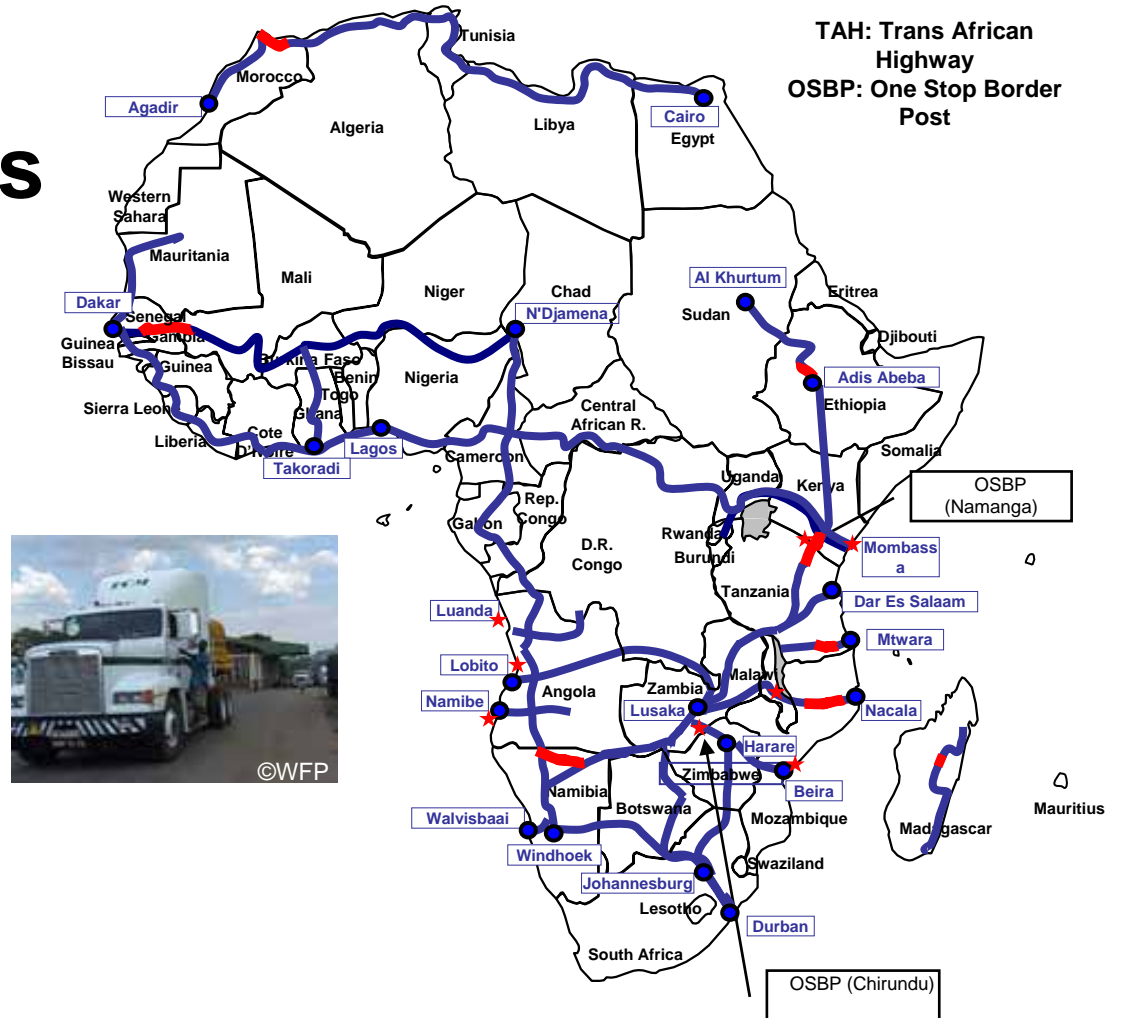 TAH: Trans African
Highway
OSBP: One Stop Border
Post
s
Tunisia
Morocco
Agadir
Algeria
Libya
Cairo
Egypt
Western
Sahara
Mauritania
Mali
Niger
Chad
Al Khurtum
Sudan
Eritrea
Dakar
Senegal
Gambia
N'Djamena
Djibouti
Guinea
Bissau
Guinea
Burkina Faso
Benin
Nigeria
Togo
Ghana
Adis Abeba
Ethiopia
Sierra Leon
Liberia
Cote
D'Ivoire
Takoradi
Lagos
Central
African R.
Cameroon
Somalia
Uganda
Kenya
OSBP
(Namanga)
Rep.
Congo
Gabon
D.R.
Congo
Rwanda
Burundi
Mombass
a
Tanzania
Dar Es Salaam
Luanda
Mtwara
Lobito
Angola
Zambia
Malawi
Namibe
Lusaka
Nacala
Harare
Zimbabwe
Beira
Namibia
Botswana
Mozambique
Madagascar
Mauritius
Walvisbaai
Windhoek
Swaziland
Johannesburg
Lesotho
Durban
South Africa
OSBP (Chirundu)
©WFP